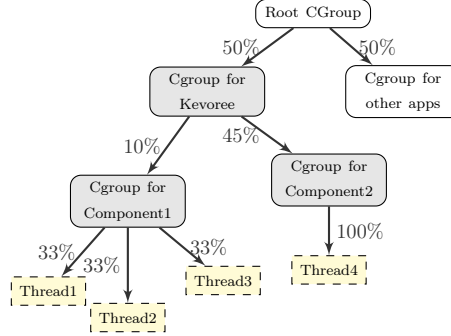 Root CGroup
50%
50%
Cgroup for
Kevoree
Cgroup for
other apps
10%
45%
Cgroup for
Component1
Cgroup for
Component2
33%
33%
33%
100%
Thread1
Thread2
Thread3
Thread4